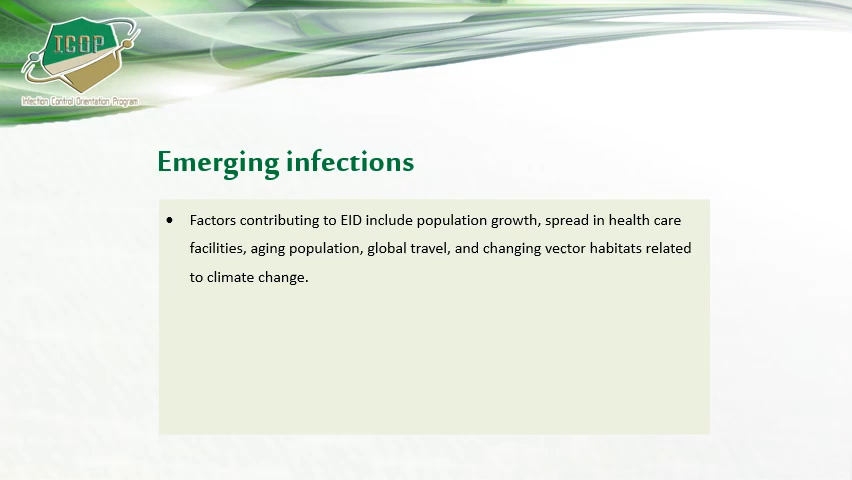 ICOP
Infection Control Orientation Program
Emerging infections
• Factors contributing to EID include population growth, spread in health care
facilities, aging population, global travel, and changing vector habitats related
to climate change.